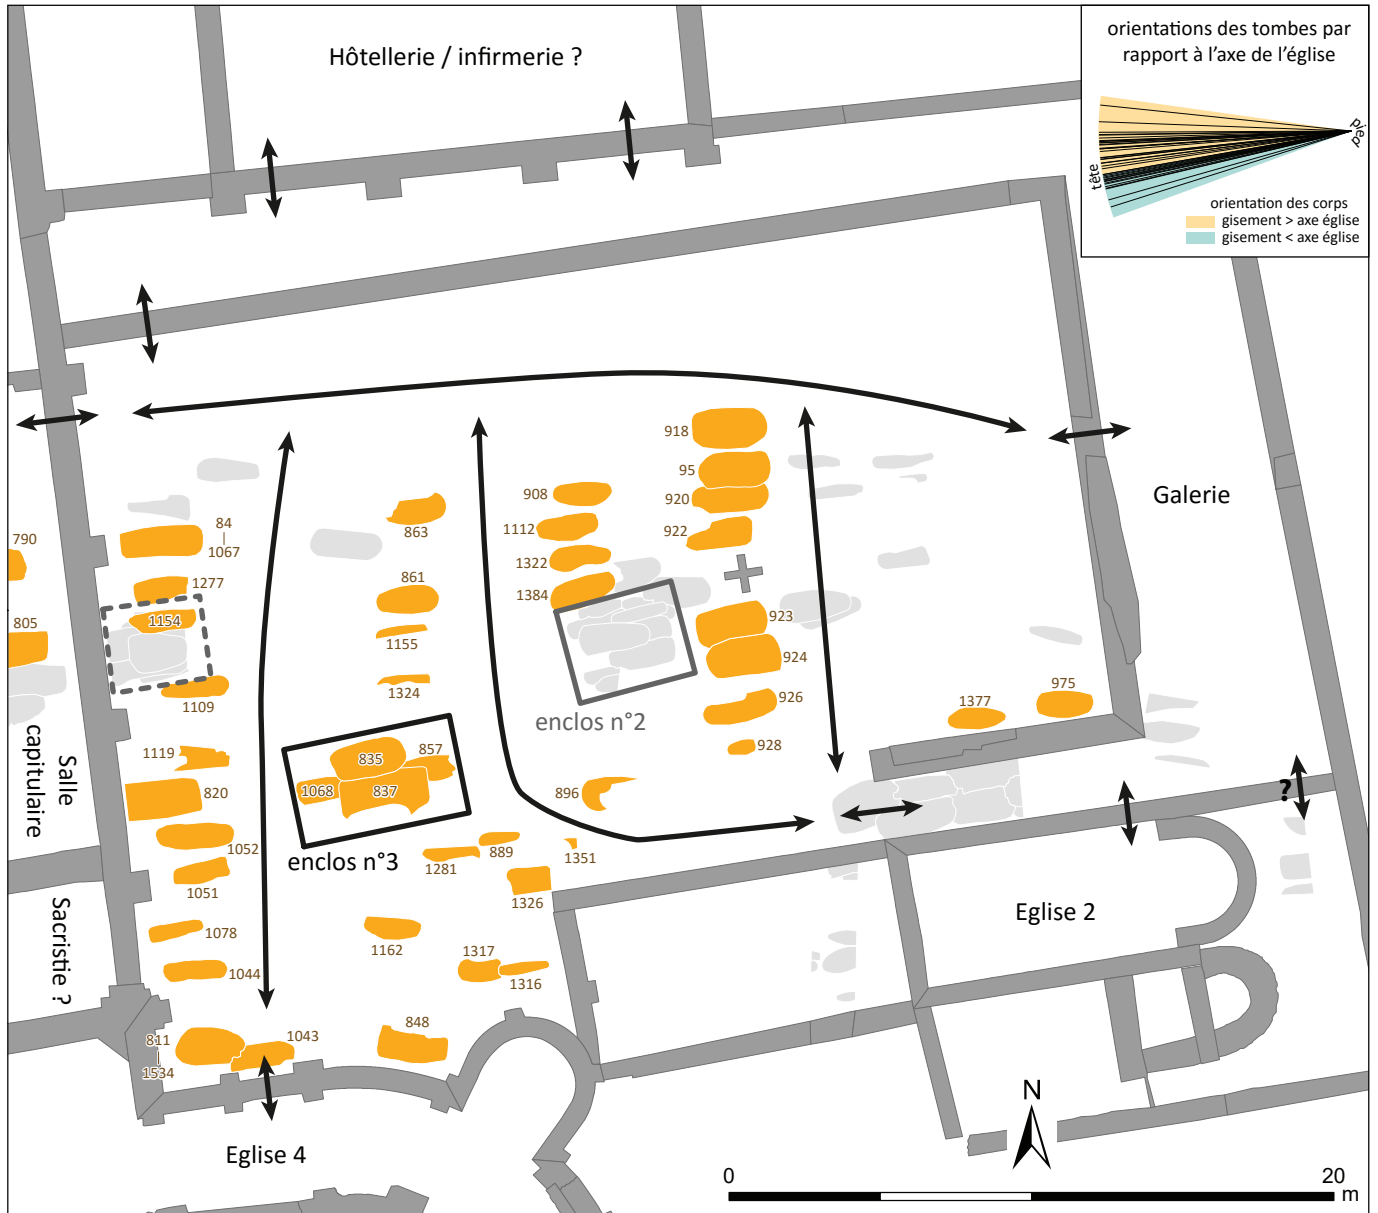 Hôtellerie / infirmerie ?
orientations des tombes par
rapport à l'axe de l'église
pied
tête
orientation des corps
gisement > axe église
gisement < axe église
Galerie
918
95
920
922
908
1112
1322
1384
863
861
1155
1324
84
1067
1277
1154
1109
790
805
Salle
capitulaire
1119
820
1052
1051
1078
1044
Sacristie ?
811
1534
1043
848
835
857
1068
837
enclos n°3
enclos n°2
923
924
926
928
896
889
1281
1351
1326
1162
1317
1316
1377
975
?
Eglise 2
Eglise 4
N
0
20
m